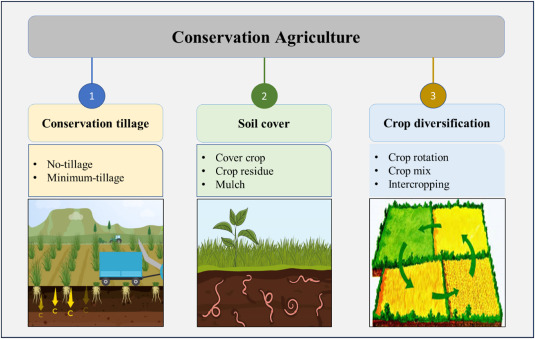 Conservation Agriculture
1
2
3
Conservation tillage
Soil cover
Crop diversification
• No-tillage
• Minimum-tillage
• Cover crop
• Crop residue
• Mulch
• Crop rotation
• Crop mix
• Intercropping
C C C C